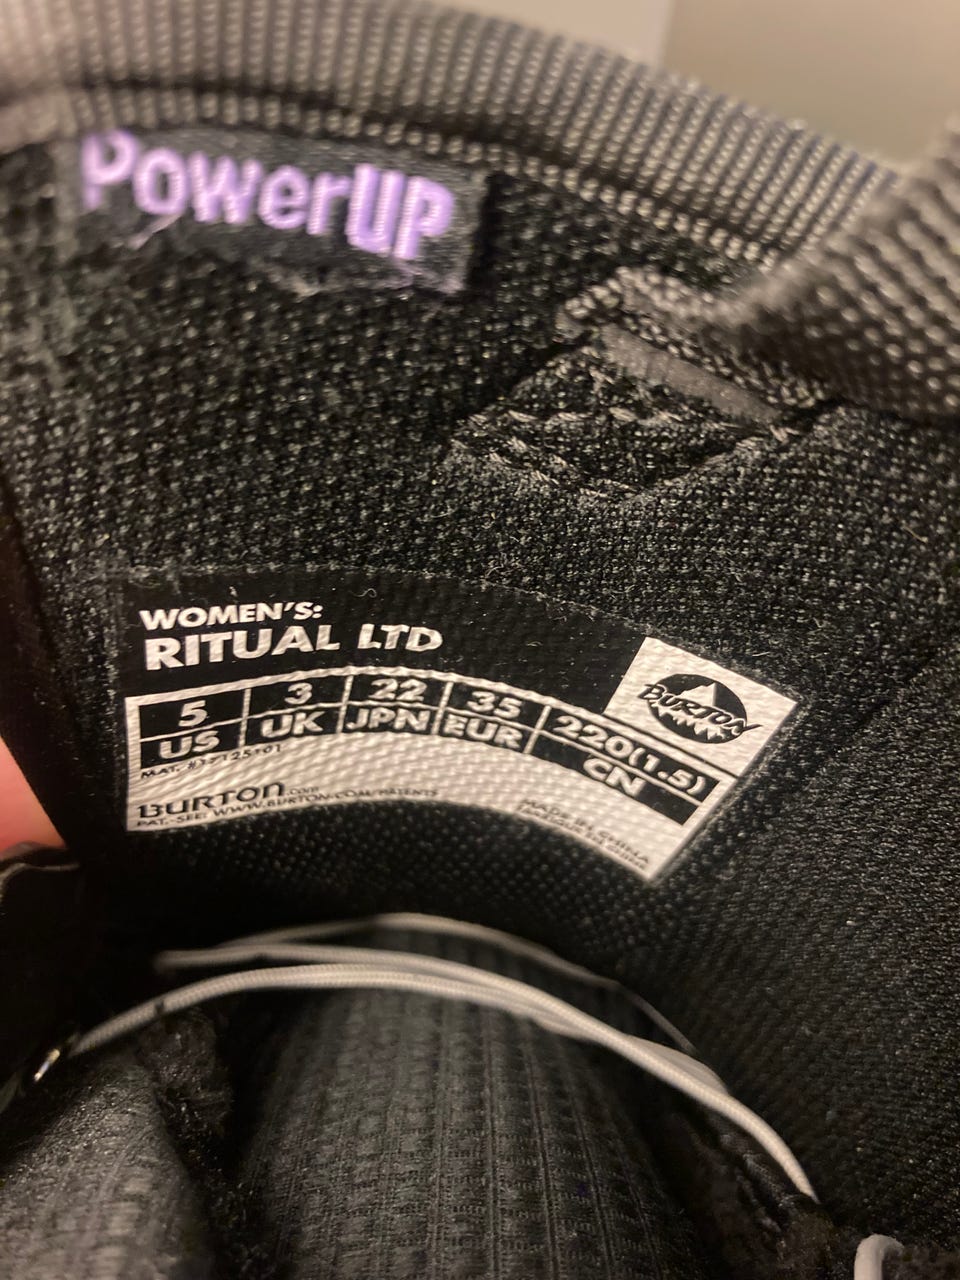 PowerUP
WOMEN'S:
RITUAL LTD
BURTON
5 3 22 35 220(1.5)
US UK JPN EUR CN
MAT. #
BURTON.com
PAT.-SEE: WWW.BURTON.COM/PATENTS
MADE IN CHINA